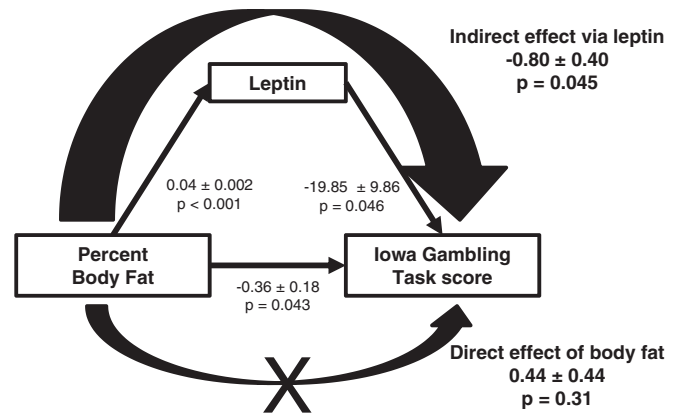 Indirect effect via leptin
-0.80 ± 0.40
p = 0.045
Leptin
0.04 ± 0.002
p < 0.001
-19.85 ± 9.86
p = 0.046
Percent
Body Fat
Iowa Gambling
Task score
-0.36 ± 0.18
p = 0.043
X
Direct effect of body fat
0.44 ± 0.44
p = 0.31